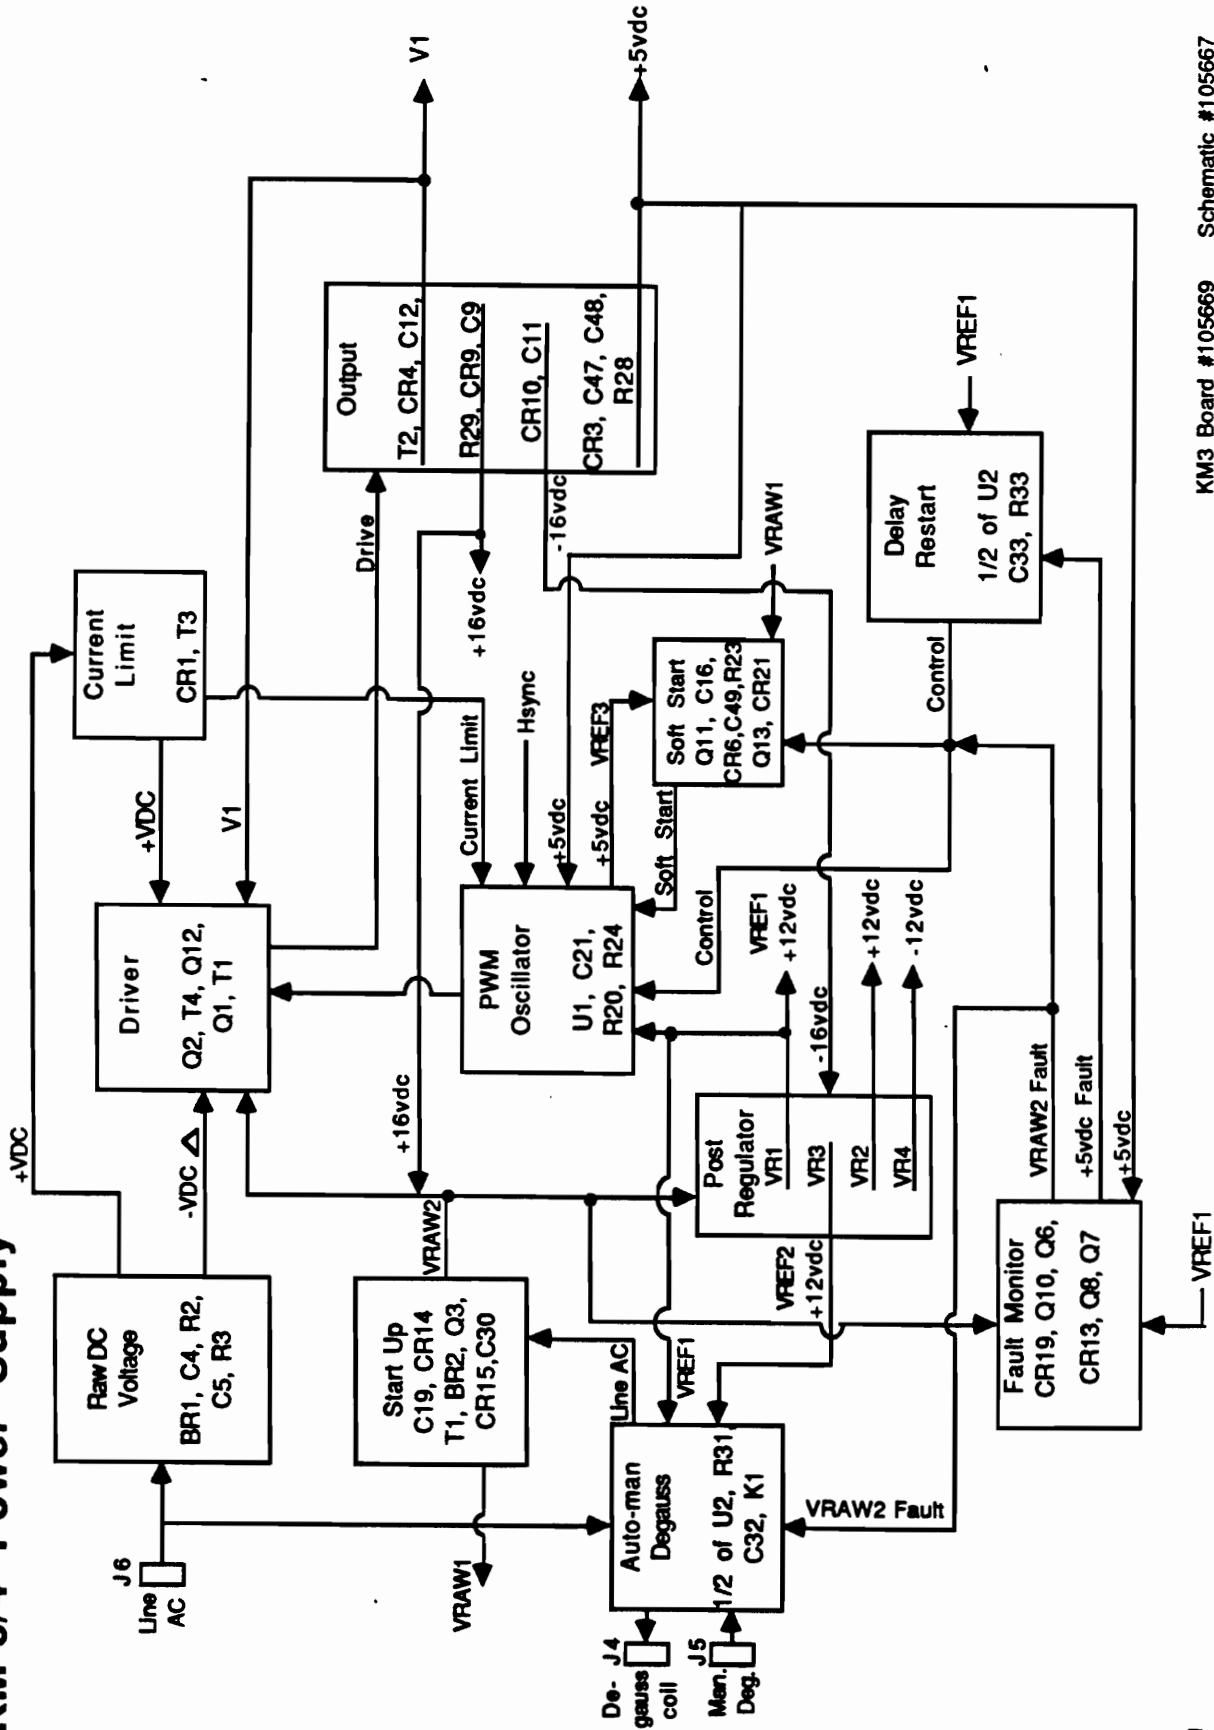 Power Supply
J6
Line
AC
Raw DC
Voltage
BR1, C4, R2,
C5, R3
+VDC
-VDC
Current
Limit
CR1, T3
+VDC
V1
Driver
Q2, T4, Q12,
Q1, T1
Drive
Output
T2, CR4, C12,
R29, CR9, C9
CR10, C11
CR3, C47, C48,
R28
V1
+5vdc
+16vdc
-16vdc
Start Up
C19, CR14
T1, BR2, Q3,
CR15,C30
VRAW2
VRAW1
Line AC
+16vdc
PWM
Oscillator
U1, C21,
R20, R24
Current Limit
Hsync
+5vdc
+5vdc
VREF3
Soft Start
Soft Start
Q11, C16,
CR6,C49,R23
Q13, CR21
VRAW1
Control
VREF1
+12vdc
+12vdc
-12vdc
-16vdc
Post
Regulator
VR1
VR3
VR2
VR4
VREF2
+12vdc
VREF1
De-
gauss
coil
J4
Man.
Deg.
J5
Auto-man
Degauss
1/2 of U2, R31
C32, K1
VRAW2 Fault
Fault Monitor
CR19, Q10, Q6,
CR13, Q8, Q7
VREF1
VRAW2 Fault
+5vdc Fault
+5vdc
Control
Delay
Restart
1/2 of U2
C33, R33
VREF1
KM3 Board #105669 Schematic #105667